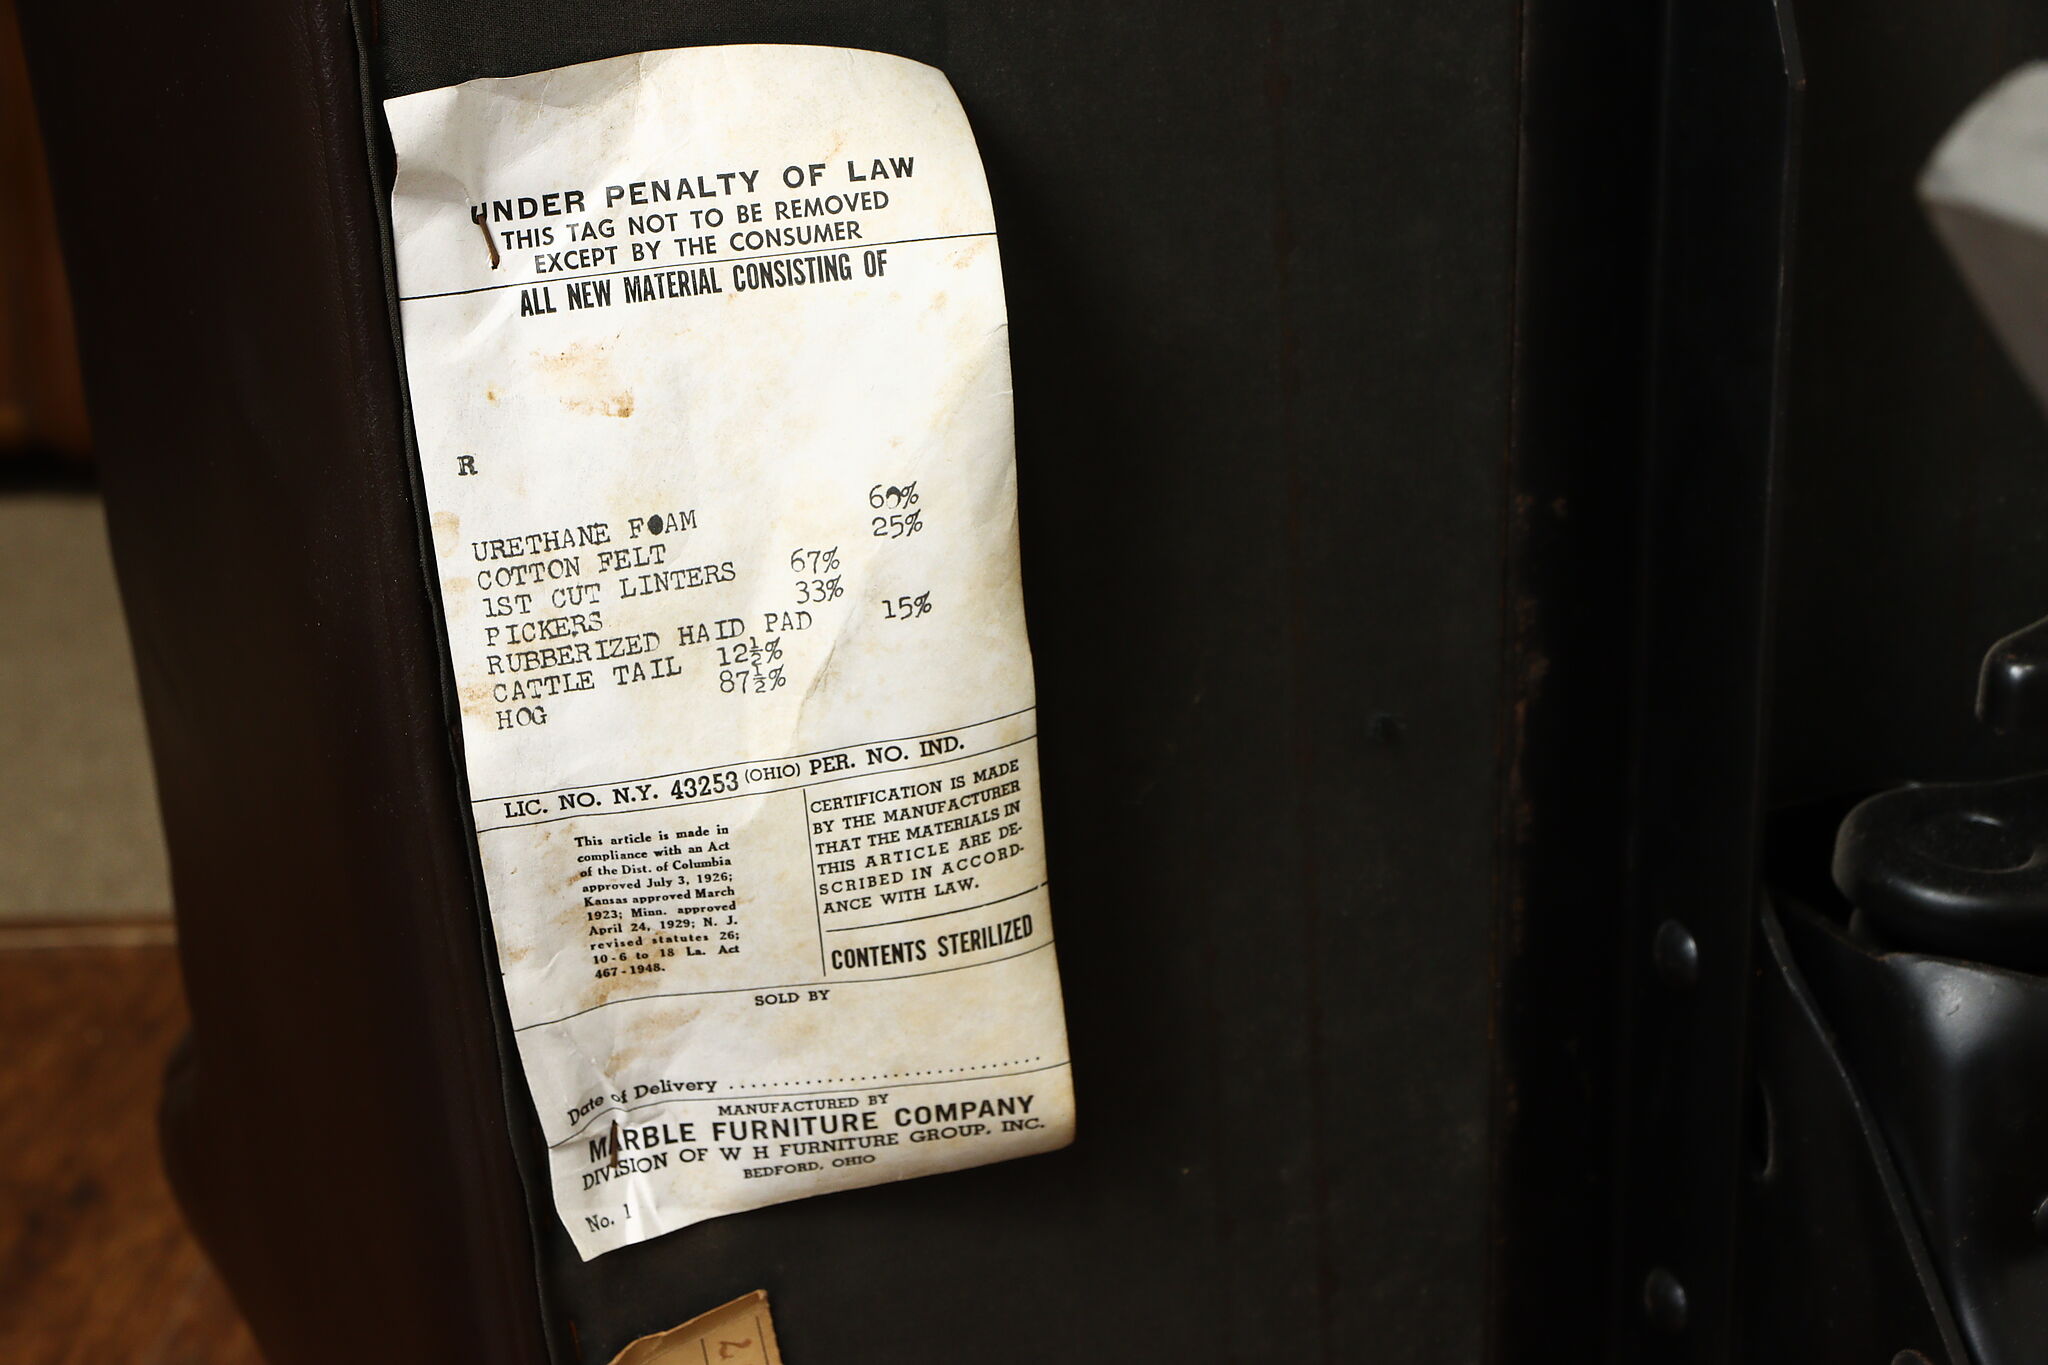 UNDER PENALTY OF LAW
THIS TAG NOT TO BE REMOVED
EXCEPT BY THE CONSUMER
ALL NEW MATERIAL CONSISTING OF
R
URETHANE FOAM 60%
COTTON FELT 25%
1ST CUT LINTERS 67%
PICKERS 33%
RUBBERIZED HAID PAD 15%
CATTLE TAIL 12½%
HOG 87½%
LIC. NO. N.Y. 43253 (OHIO) PER. NO. IND.
This article is made in
compliance with an Act
of the Dist. of Columbia
approved July 3, 1926;
Kansas approved March
1923; Minn. approved
April 24, 1929; N. J.
revised statutes 26;
10-6 to 18 La. Act
467-1948.
CERTIFICATION IS MADE
BY THE MANUFACTURER
THAT THE MATERIALS IN
THIS ARTICLE ARE DE-
SCRIBED IN ACCORD-
ANCE WITH LAW.
CONTENTS STERILIZED
SOLD BY
Date of Delivery ................................
MANUFACTURED BY
MARBLE FURNITURE COMPANY
DIVISION OF W H FURNITURE GROUP, INC.
BEDFORD, OHIO
No. 1